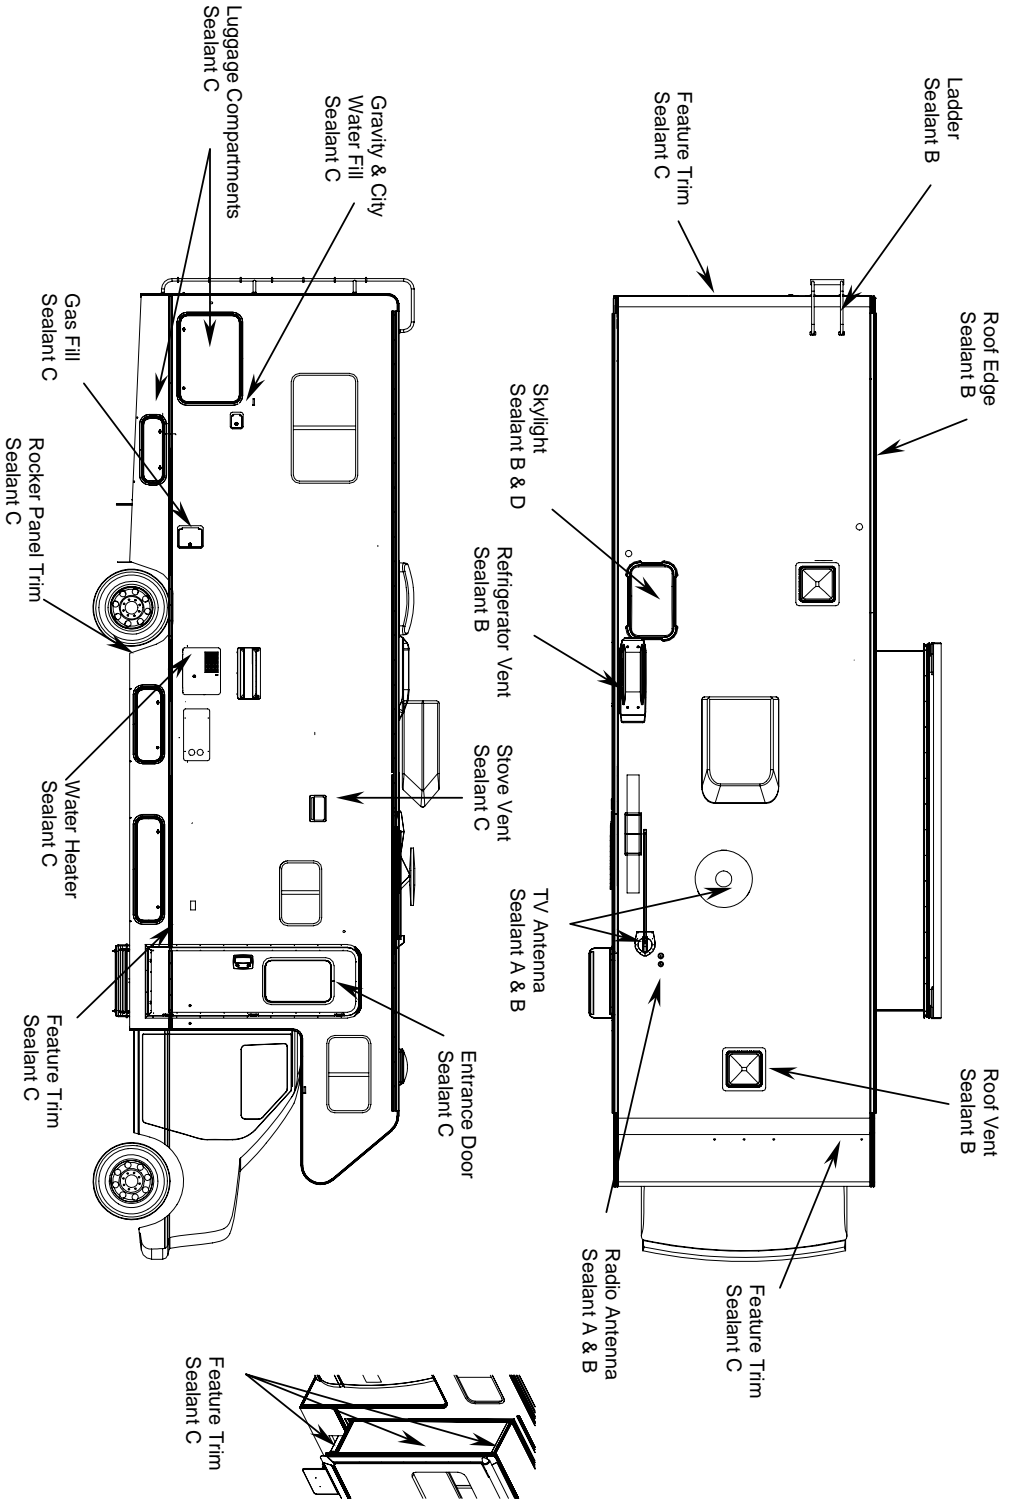 Ladder
Sealant B
Feature Trim
Sealant C
Roof Edge
Sealant B
Skylight
Sealant B & D
Refrigerator Vent
Sealant B
Stove Vent
Sealant C
TV Antenna
Sealant A & B
Roof Vent
Sealant B
Radio Antenna
Sealant A & B
Feature Trim
Sealant C
Luggage Compartments
Sealant C
Gravity & City
Water Fill
Sealant C
Gas Fill
Sealant C
Rocker Panel Trim
Sealant C
Water Heater
Sealant C
Feature Trim
Sealant C
Entrance Door
Sealant C
Feature Trim
Sealant C